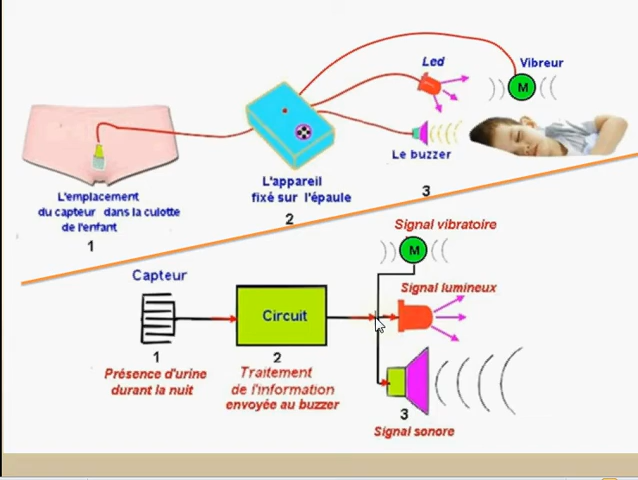 Led
Vibreur
M
Le buzzer
L'emplacement
du capteur dans la culotte
de l'enfant
1
L'appareil
fixé sur l'épaule
2
3
Signal vibratoire
M
Capteur
Signal lumineux
Circuit
1
Présence d'urine
durant la nuit
2
Traitement
de l'information
envoyée au buzzer
3
Signal sonore